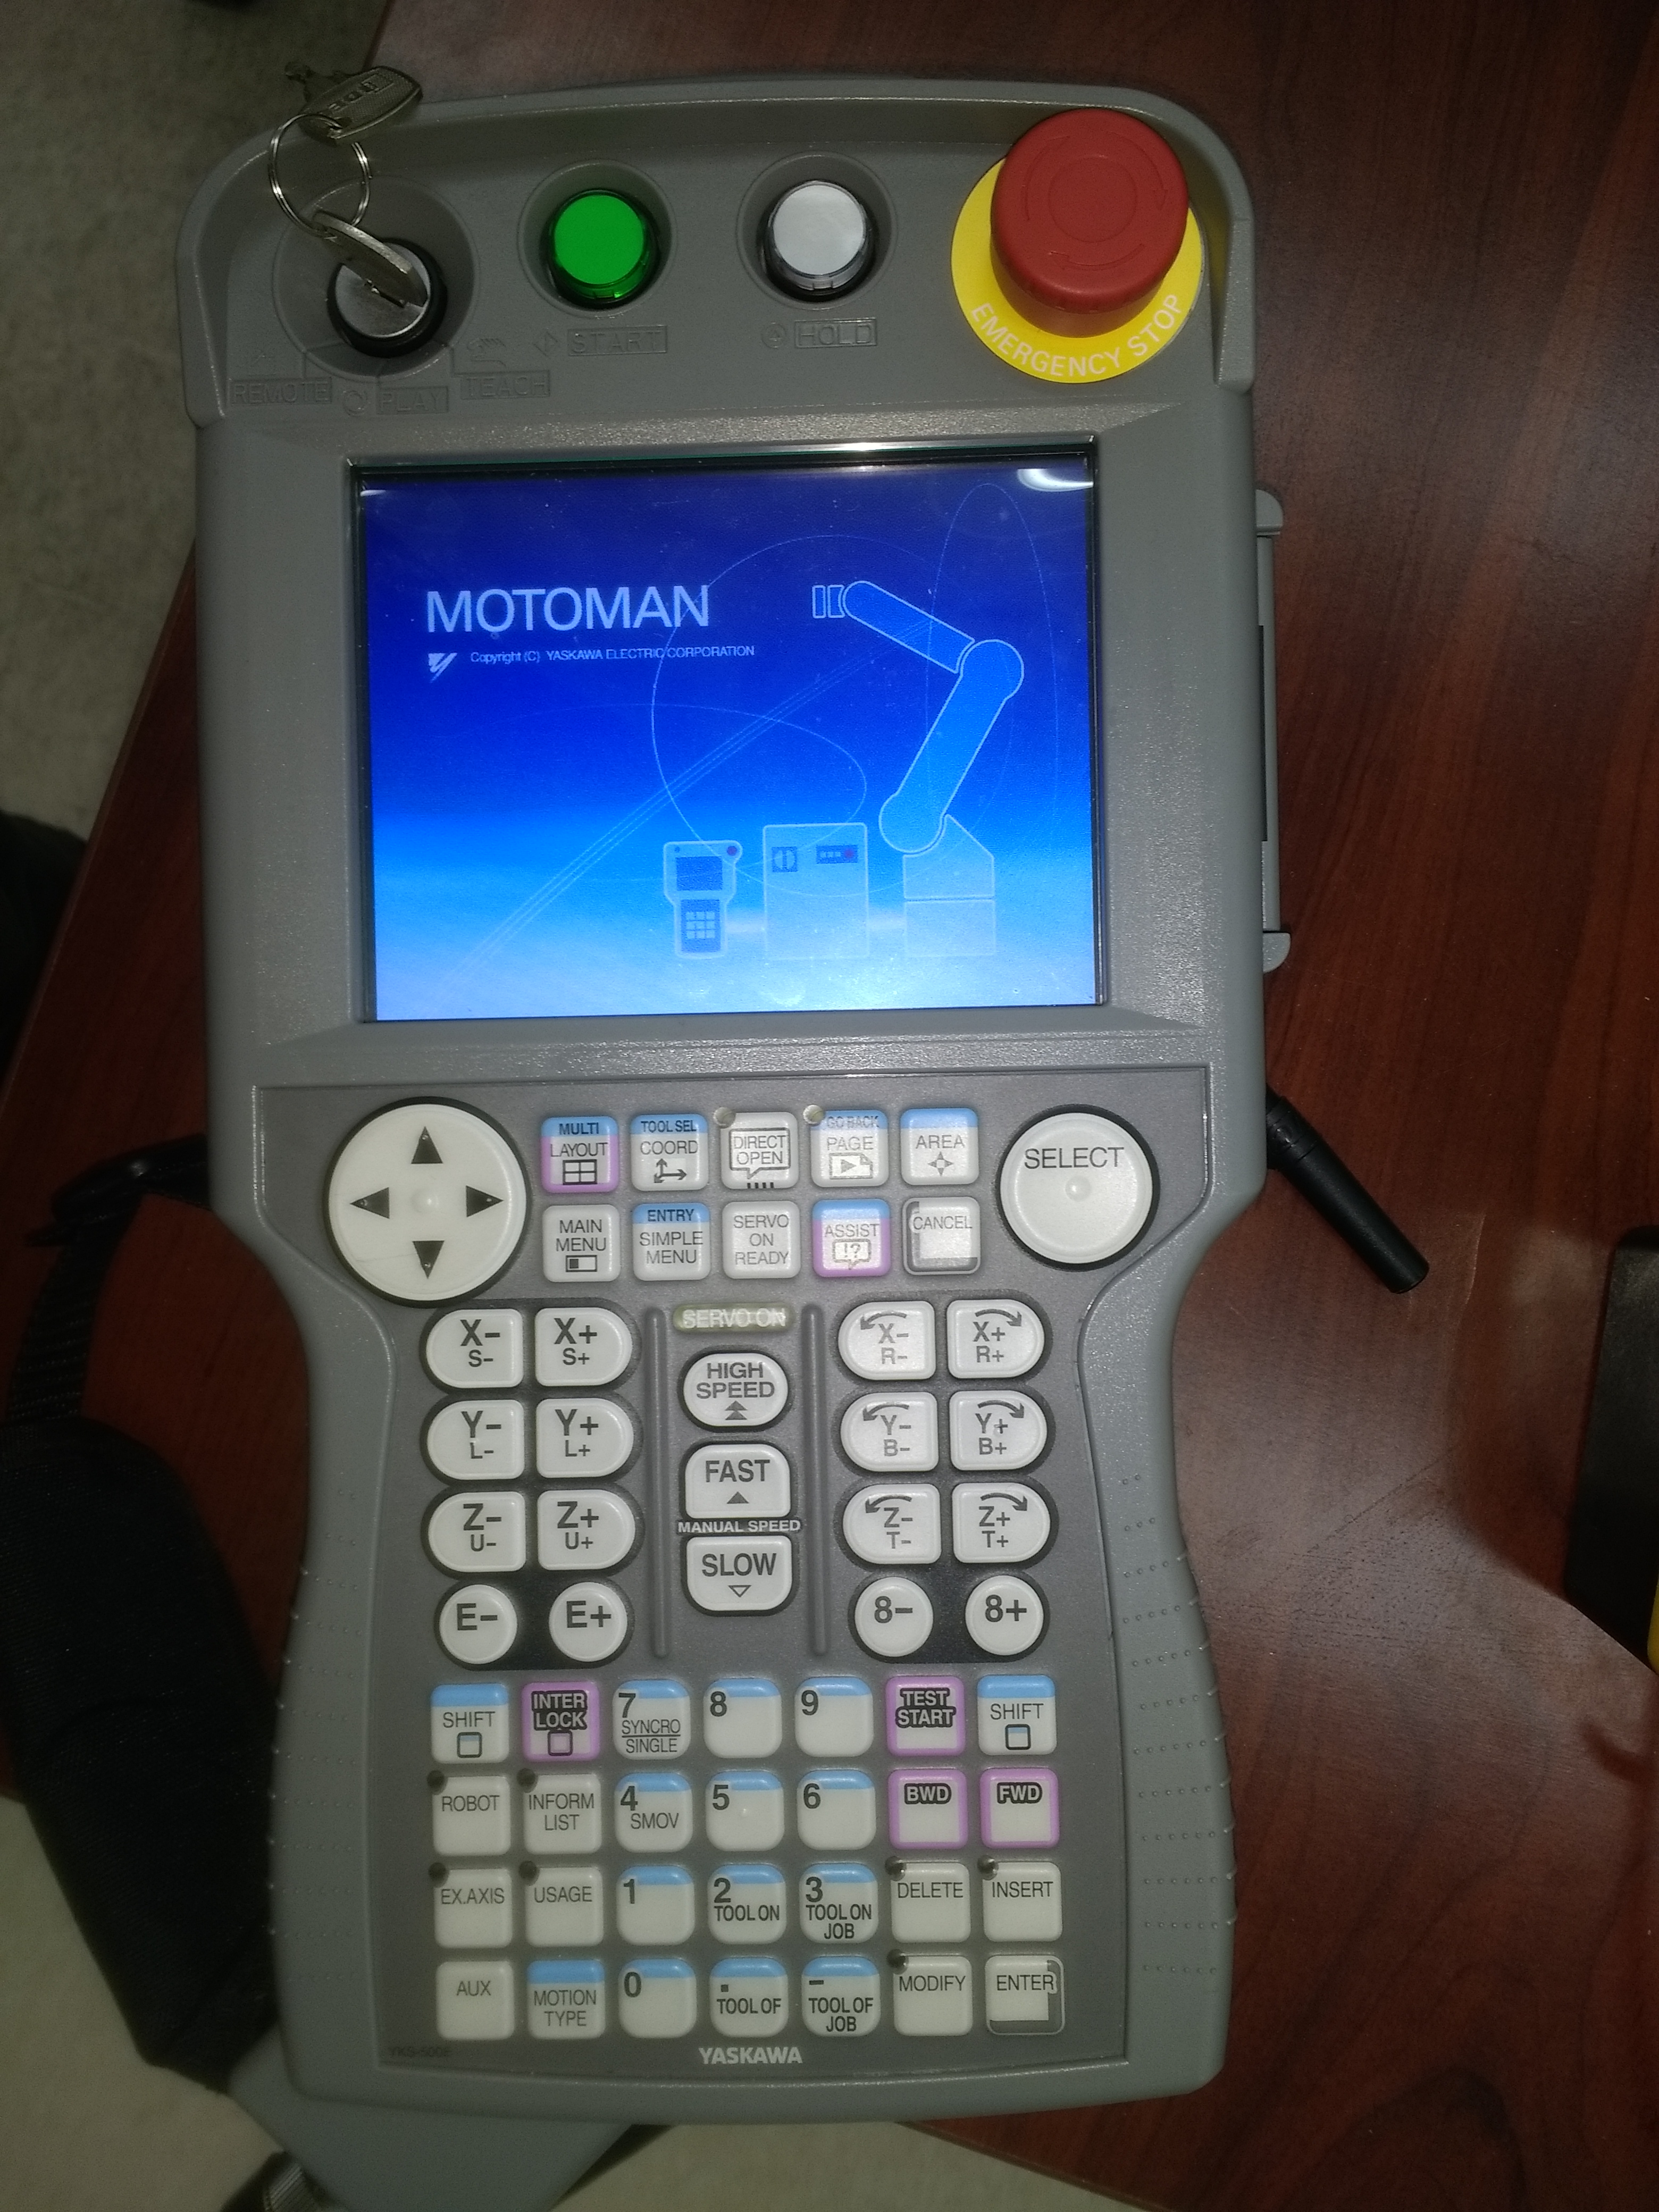 START
HOLD
EMERGENCY STOP
REMOTE
PLAY
TEACH
MOTOMAN
Copyright (C) YASKAWA ELECTRIC CORPORATION
MULTI
LAYOUT
TOOL SEL
COORD
DIRECT
OPEN
GO BACK
PAGE
AREA
SELECT
MAIN
MENU
ENTRY
SIMPLE
MENU
SERVO
ON
READY
ASSIST
!?
CANCEL
SERVO ON
X-
S-
X+
S+
HIGH
SPEED
X-
R-
X+
R+
Y-
L-
Y+
L+
FAST
Y-
B-
Y+
B+
MANUAL SPEED
Z-
U-
Z+
U+
SLOW
Z-
T-
Z+
T+
E-
E+
8-
8+
SHIFT
INTER
LOCK
7
SYNCRO
SINGLE
8
9
TEST
START
SHIFT
ROBOT
INFORM
LIST
4
SMOV
5
6
BWD
FWD
EX.AXIS
USAGE
1
2
TOOL ON
3
TOOL ON
JOB
DELETE
INSERT
AUX
MOTION
TYPE
0
.
TOOL OF
-
TOOL OF
JOB
MODIFY
ENTER
YASKAWA